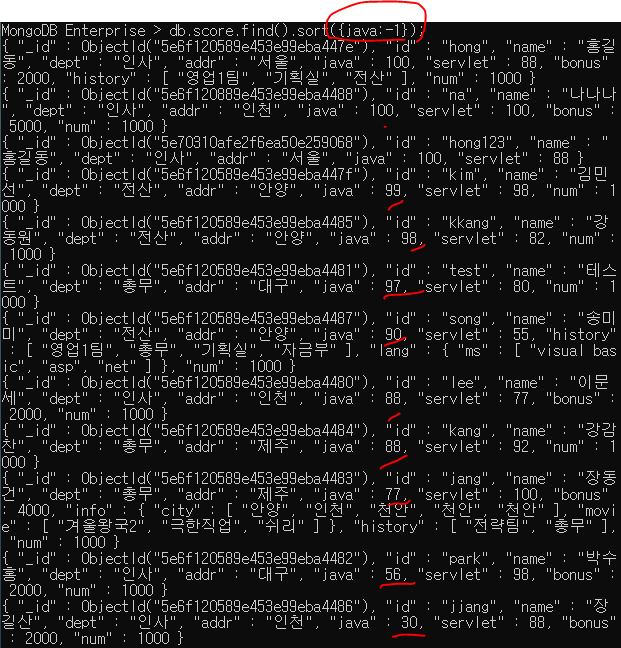 MongoDB Enterprise > db.score.find().sort({java:-1});
{ "_id" : ObjectId("5e6f120589e453e99eba447e"), "id" : "hong", "name" : "홍길
동", "dept" : "인사", "addr" : "서울", "java" : 100, "servlet" : 88, "bonus"
: 2000, "history" : [ "영업1팀", "기획실", "전산" ], "num" : 1000 }
{ "_id" : ObjectId("5e6f120889e453e99eba4488"), "id" : "na", "name" : "나나나
", "dept" : "인사", "addr" : "인천", "java" : 100, "servlet" : 100, "bonus" :
5000, "num" : 1000 }
{ "_id" : ObjectId("5e70310afe2f6ea50e259068"), "id" : "hong123", "name" : "
홍길동", "dept" : "인사", "addr" : "서울", "java" : 100, "servlet" : 88 }
{ "_id" : ObjectId("5e6f120589e453e99eba447f"), "id" : "kim", "name" : "김민
선", "dept" : "전산", "addr" : "안양", "java" : 99, "servlet" : 98, "num" : 1
000 }
{ "_id" : ObjectId("5e6f120589e453e99eba4485"), "id" : "kkang", "name" : "강
동원", "dept" : "전산", "addr" : "안양", "java" : 98, "servlet" : 82, "num" :
1000 }
{ "_id" : ObjectId("5e6f120589e453e99eba4481"), "id" : "test", "name" : "테스
트", "dept" : "총무", "addr" : "대구", "java" : 97, "servlet" : 80, "num" : 1
000 }
{ "_id" : ObjectId("5e6f120589e453e99eba4487"), "id" : "song", "name" : "송미
미", "dept" : "전산", "addr" : "안양", "java" : 90, "servlet" : 55, "history"
: [ "영업1팀", "총무", "기획실", "자금부" ], "lang" : { "ms" : [ "visual bas
ic", "asp", "net" ] }, "num" : 1000 }
{ "_id" : ObjectId("5e6f120589e453e99eba4480"), "id" : "lee", "name" : "이문
세", "dept" : "인사", "addr" : "인천", "java" : 88, "servlet" : 77, "bonus" :
2000, "num" : 1000 }
{ "_id" : ObjectId("5e6f120589e453e99eba4484"), "id" : "kang", "name" : "강감
찬", "dept" : "총무", "addr" : "제주", "java" : 88, "servlet" : 92, "num" : 1
000 }
{ "_id" : ObjectId("5e6f120589e453e99eba4483"), "id" : "jang", "name" : "장동
건", "dept" : "총무", "addr" : "제주", "java" : 77, "servlet" : 100, "bonus"
: 4000, "info" : { "city" : [ "안양", "인천", "천안", "천안", "천안" ], "movi
e" : [ "겨울왕국2", "극한직업", "쉬리" ] }, "history" : [ "전략팀", "총무" ],
"num" : 1000 }
{ "_id" : ObjectId("5e6f120589e453e99eba4482"), "id" : "park", "name" : "박수
홍", "dept" : "인사", "addr" : "대구", "java" : 56, "servlet" : 98, "bonus" :
2000, "num" : 1000 }
{ "_id" : ObjectId("5e6f120589e453e99eba4486"), "id" : "jjang", "name" : "장
길산", "dept" : "인사", "addr" : "인천", "java" : 30, "servlet" : 88, "bonus"
: 2000, "num" : 1000 }